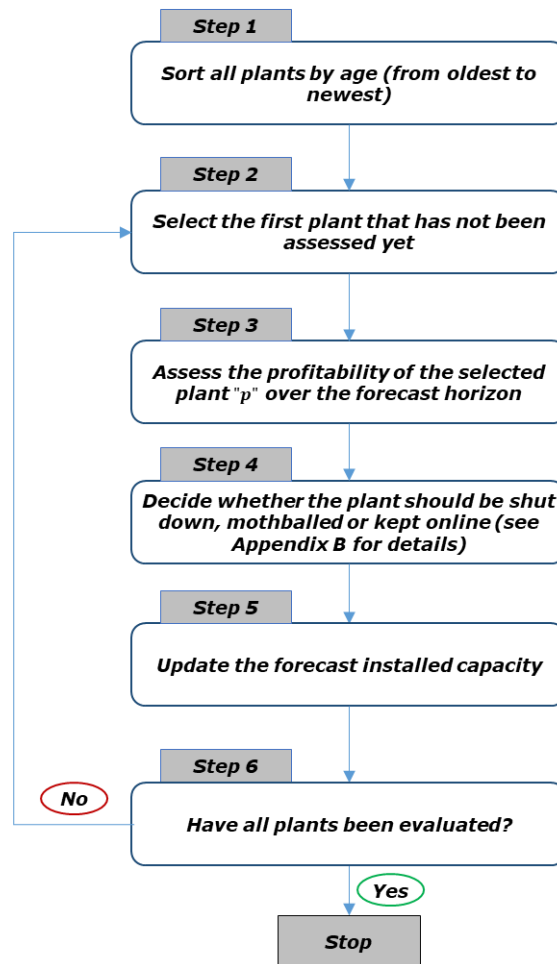 Step 1
Sort all plants by age (from oldest to
newest)
Step 2
Select the first plant that has not been
assessed yet
Step 3
Assess the profitability of the selected
plant "p" over the forecast horizon
Step 4
Decide whether the plant should be shut
down, mothballed or kept online (see
Appendix B for details)
Step 5
Update the forecast installed capacity
Step 6
No
Have all plants been evaluated?
Yes
Stop